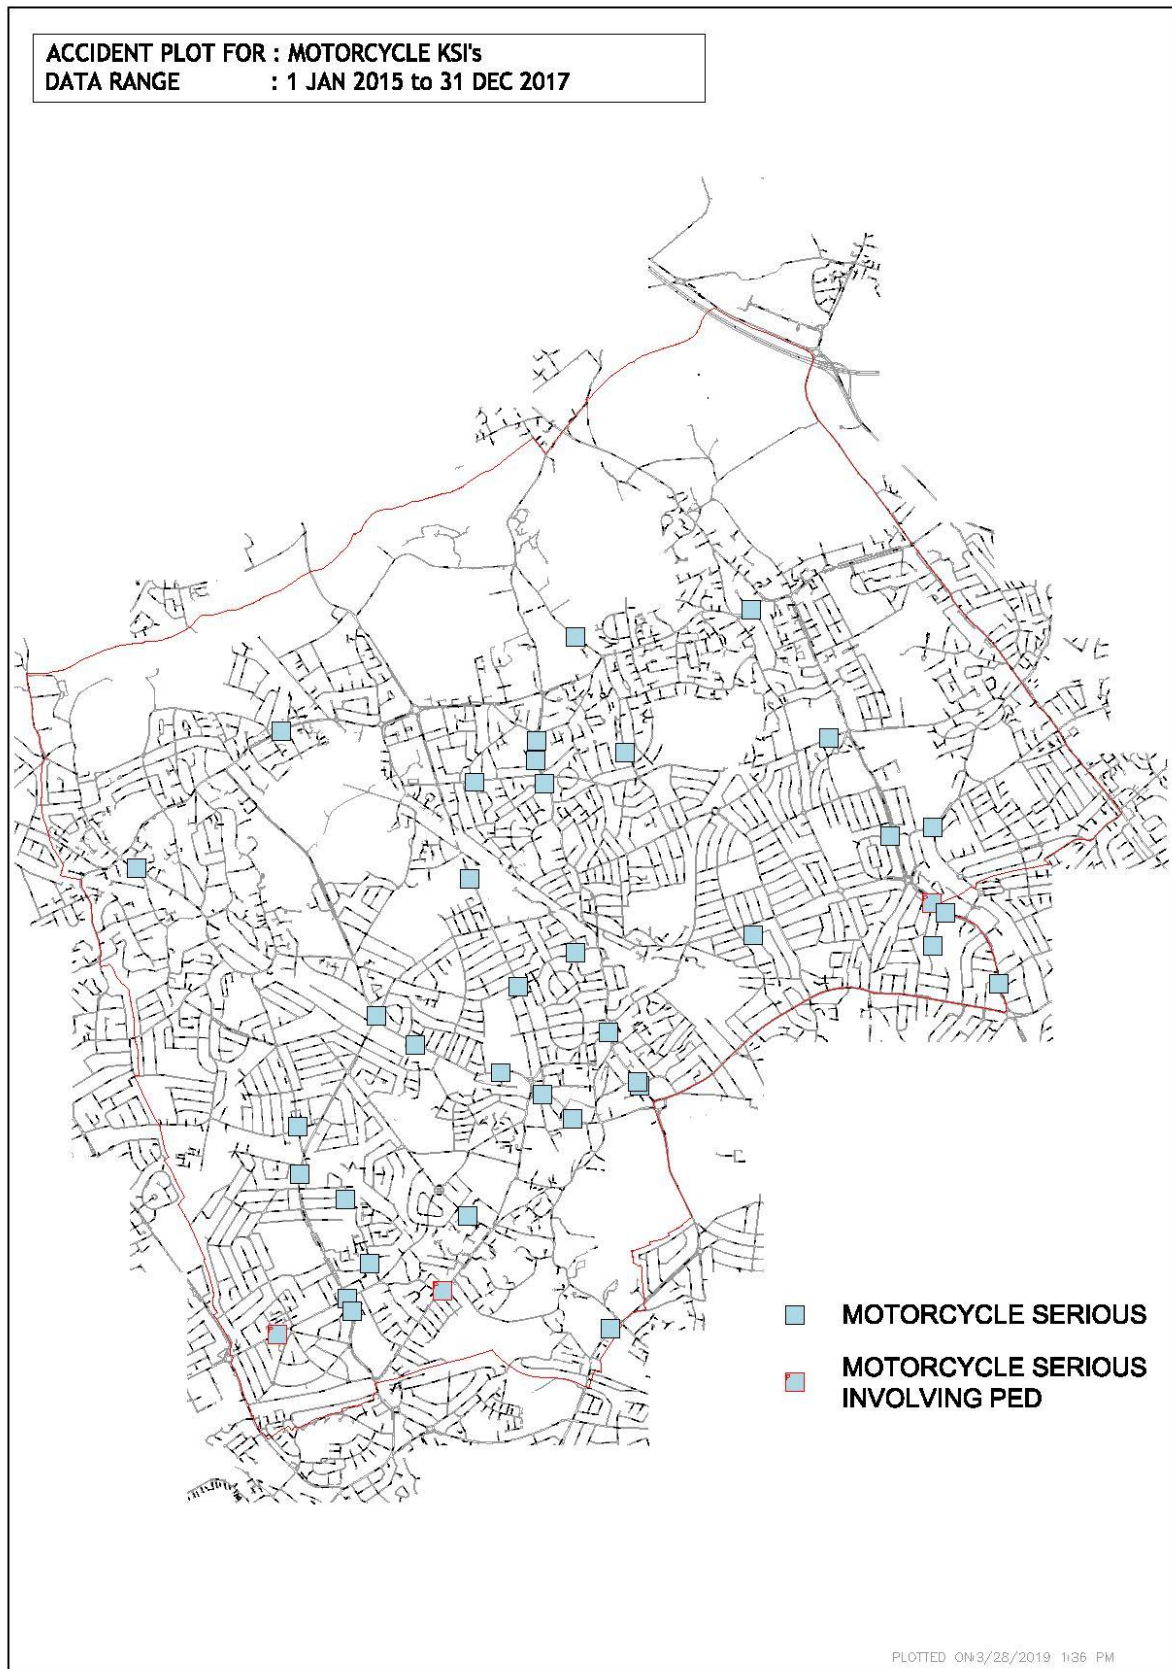 ACCIDENT PLOT FOR : MOTORCYCLE KSI's
DATA RANGE : 1 JAN 2015 to 31 DEC 2017
MOTORCYCLE SERIOUS
MOTORCYCLE SERIOUS
INVOLVING PED
PLOTTED ON:3/28/2019 1:36 PM